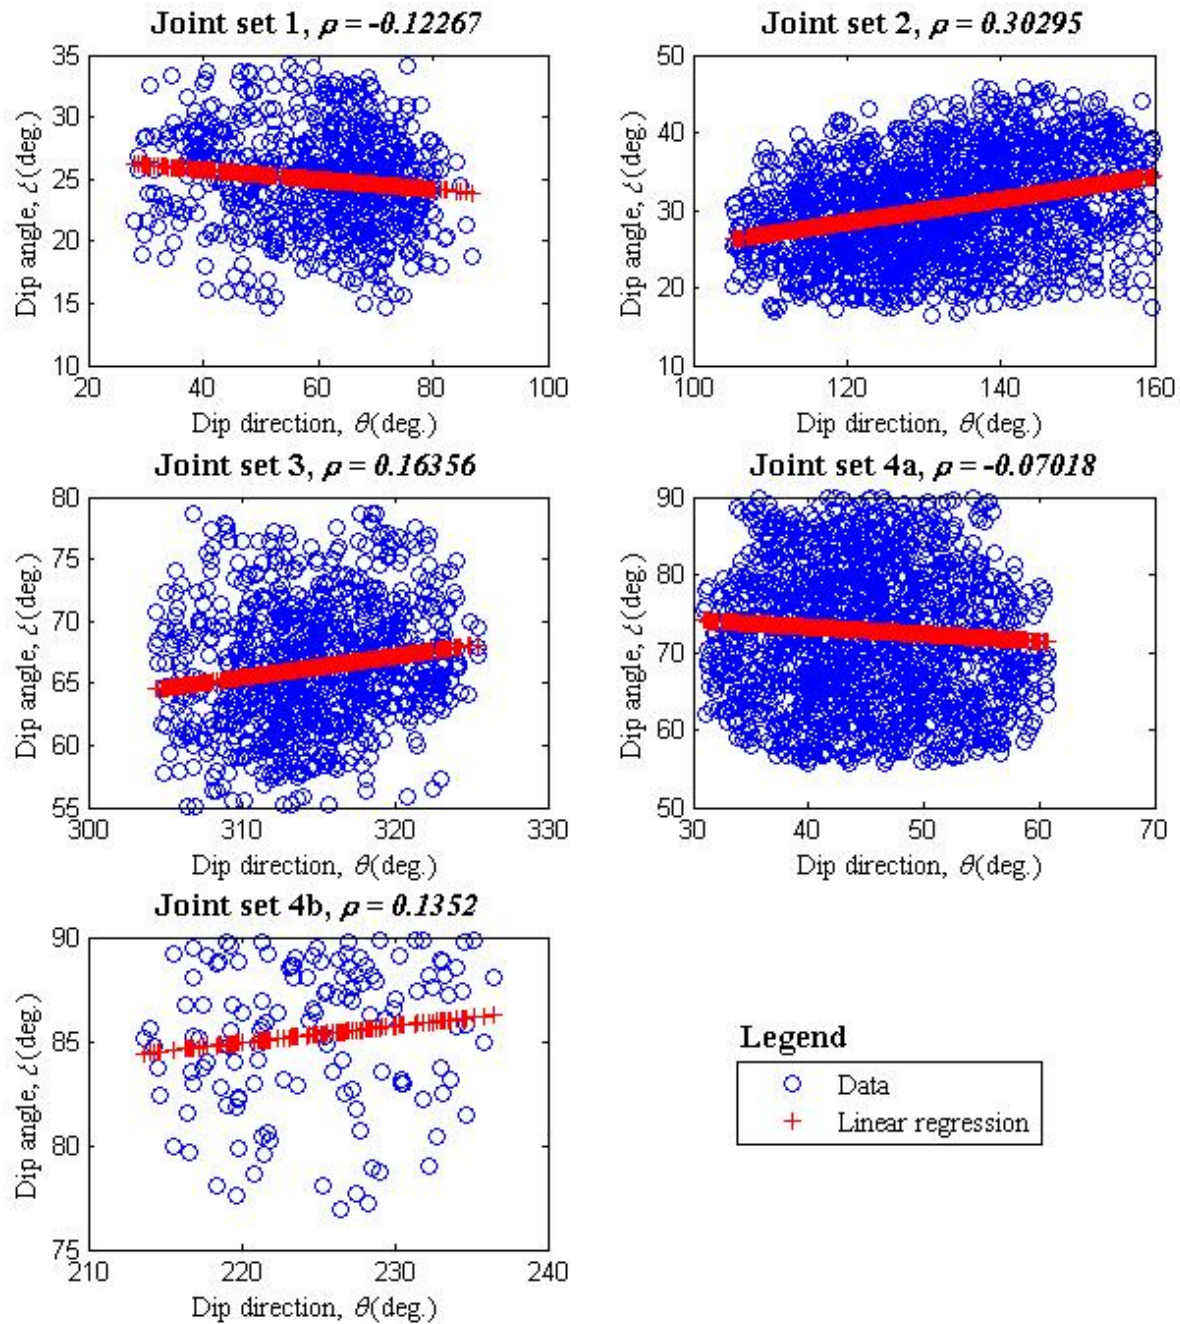 Joint set 1, ρ = -0.12267
35
30
25
20
15
10
20
40
60
80
100
Dip angle, ζ(deg.)
Dip direction, θ(deg.)
Joint set 2, ρ = 0.30295
50
40
30
20
10
100
120
140
160
Dip angle, ζ(deg.)
Dip direction, θ(deg.)
Joint set 3, ρ = 0.16356
80
75
70
65
60
55
300
310
320
330
Dip angle, ζ(deg.)
Dip direction, θ(deg.)
Joint set 4a, ρ = -0.07018
90
80
70
60
50
30
40
50
60
70
Dip angle, ζ(deg.)
Dip direction, θ(deg.)
Joint set 4b, ρ = 0.1352
90
85
80
75
210
220
230
240
Dip angle, ζ(deg.)
Dip direction, θ(deg.)
Legend
Data
Linear regression